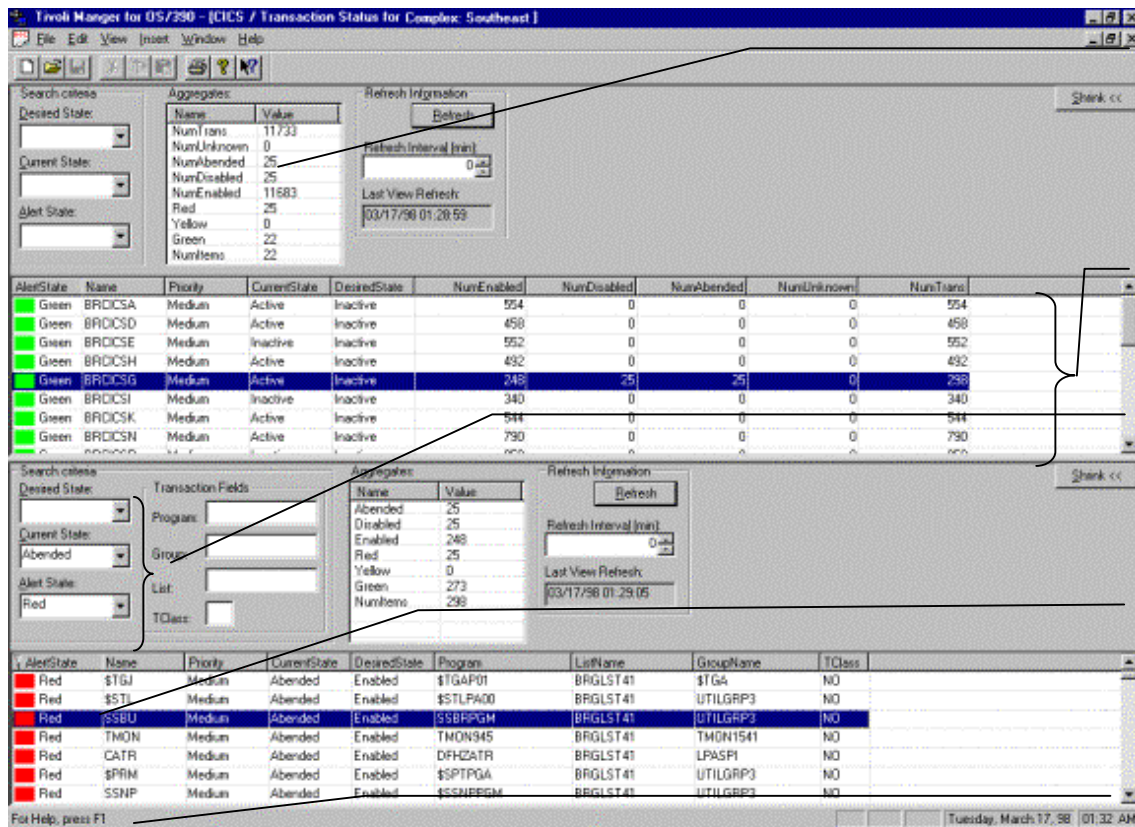 Tivoli Manger for OS/390 - [CICS / Transaction Status for Complex: Southeast ]
File Edit View Insert Window Help
Search criteria
Aggregates:
Refresh Information
Shrink <<
Desired State:
Name Value
Refresh
NumTrans 11733
NumUnknown 0
Refresh Interval (min):
Current State:
NumAbended 25
0
NumDisabled 25
NumEnabled 11683
Last View Refresh:
Alert State:
Red 25
03/17/98 01:28:59
Yellow 0
Green 22
NumItems 22
AlertState Name Priority CurrentState DesiredState NumEnabled NumDisabled NumAbended NumUnknown NumTrans
Green BRCICSA Medium Active Inactive 554 0 0 0 554
Green BRCICSD Medium Active Inactive 458 0 0 0 458
Green BRCICSE Medium Inactive Inactive 552 0 0 0 552
Green BRCICSH Medium Active Inactive 492 0 0 0 492
Green BRCICSG Medium Active Inactive 248 25 25 0 298
Green BRCICSI Medium Inactive Inactive 340 0 0 0 340
Green BRCICSK Medium Active Inactive 544 0 0 0 544
Green BRCICSN Medium Active Inactive 790 0 0 0 790
Search criteria
Aggregates:
Refresh Information
Shrink <<
Desired State:
Transaction Fields
Name Value
Refresh
Program:
Abended 25
Disabled 25
Current State:
Enabled 248
Refresh Interval (min):
Abended
Group:
Red 25
0
Yellow 0
Alert State:
List:
Green 273
Last View Refresh:
Red
NumItems 298
03/17/98 01:29:05
TClass:
AlertState Name Priority CurrentState DesiredState Program ListName GroupName TClass
Red $TGJ Medium Abended Enabled $TGAP01 BRGLST41 $TGA NO
Red $STL Medium Abended Enabled $STLPA00 BRGLST41 UTILGRP3 NO
Red SSBU Medium Abended Enabled SSBRPGM BRGLST41 UTILGRP3 NO
Red TMON Medium Abended Enabled TMON945 BRGLST41 TMON1541 NO
Red CATR Medium Abended Enabled DFHZATR BRGLST41 LPASPI NO
Red $PRM Medium Abended Enabled $SPTPGA BRGLST41 UTILGRP3 NO
Red SSNP Medium Abended Enabled $SSNPPGM BRGLST41 UTILGRP3 NO
For Help, press F1
Tuesday, March 17, 98 01:32 AM